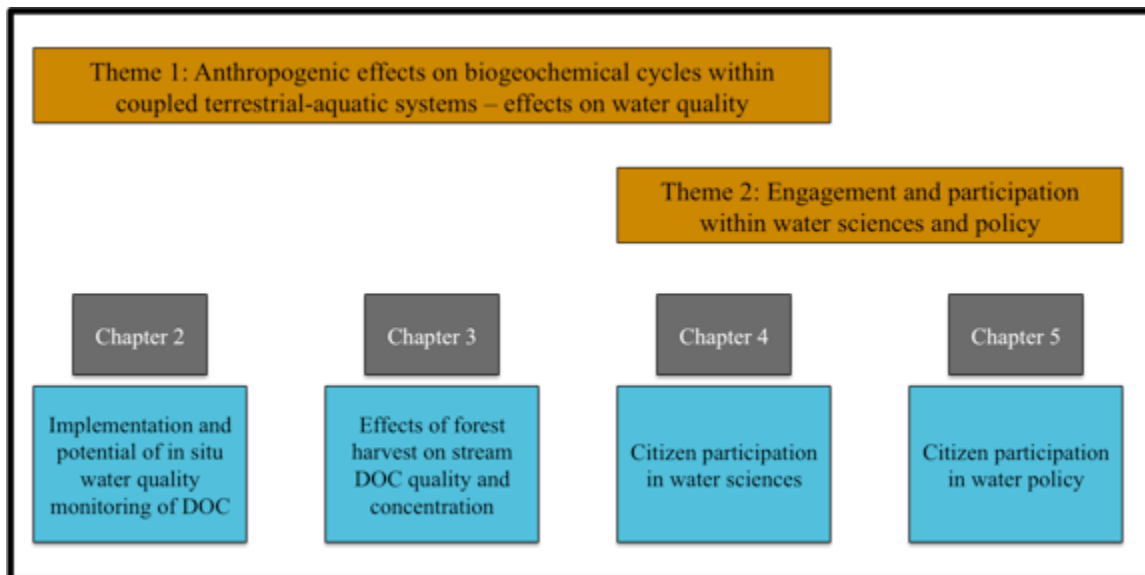 Theme 1: Anthropogenic effects on biogeochemical cycles within
coupled terrestrial-aquatic systems – effects on water quality
Theme 2: Engagement and participation
within water sciences and policy
Chapter 2
Chapter 3
Chapter 4
Chapter 5
Implementation and
potential of in situ
water quality
monitoring of DOC
Effects of forest
harvest on stream
DOC quality and
concentration
Citizen participation
in water sciences
Citizen participation
in water policy